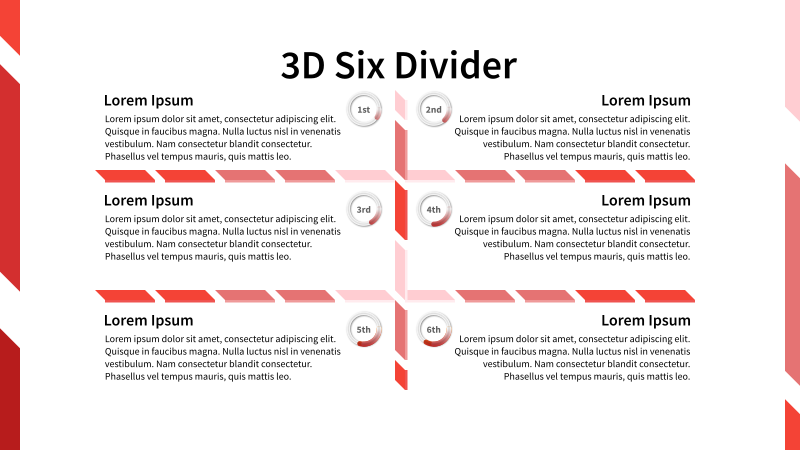 3D Six Divider
Lorem Ipsum
1st
Lorem ipsum dolor sit amet, consectetur adipiscing elit.
Quisque in faucibus magna. Nulla luctus nisl in venenatis
vestibulum. Nam consectetur blandit consectetur.
Phasellus vel tempus mauris, quis mattis leo.
2nd
Lorem Ipsum
Lorem ipsum dolor sit amet, consectetur adipiscing elit.
Quisque in faucibus magna. Nulla luctus nisl in venenatis
vestibulum. Nam consectetur blandit consectetur.
Phasellus vel tempus mauris, quis mattis leo.
Lorem Ipsum
3rd
Lorem ipsum dolor sit amet, consectetur adipiscing elit.
Quisque in faucibus magna. Nulla luctus nisl in venenatis
vestibulum. Nam consectetur blandit consectetur.
Phasellus vel tempus mauris, quis mattis leo.
4th
Lorem Ipsum
Lorem ipsum dolor sit amet, consectetur adipiscing elit.
Quisque in faucibus magna. Nulla luctus nisl in venenatis
vestibulum. Nam consectetur blandit consectetur.
Phasellus vel tempus mauris, quis mattis leo.
Lorem Ipsum
5th
Lorem ipsum dolor sit amet, consectetur adipiscing elit.
Quisque in faucibus magna. Nulla luctus nisl in venenatis
vestibulum. Nam consectetur blandit consectetur.
Phasellus vel tempus mauris, quis mattis leo.
6th
Lorem Ipsum
Lorem ipsum dolor sit amet, consectetur adipiscing elit.
Quisque in faucibus magna. Nulla luctus nisl in venenatis
vestibulum. Nam consectetur blandit consectetur.
Phasellus vel tempus mauris, quis mattis leo.